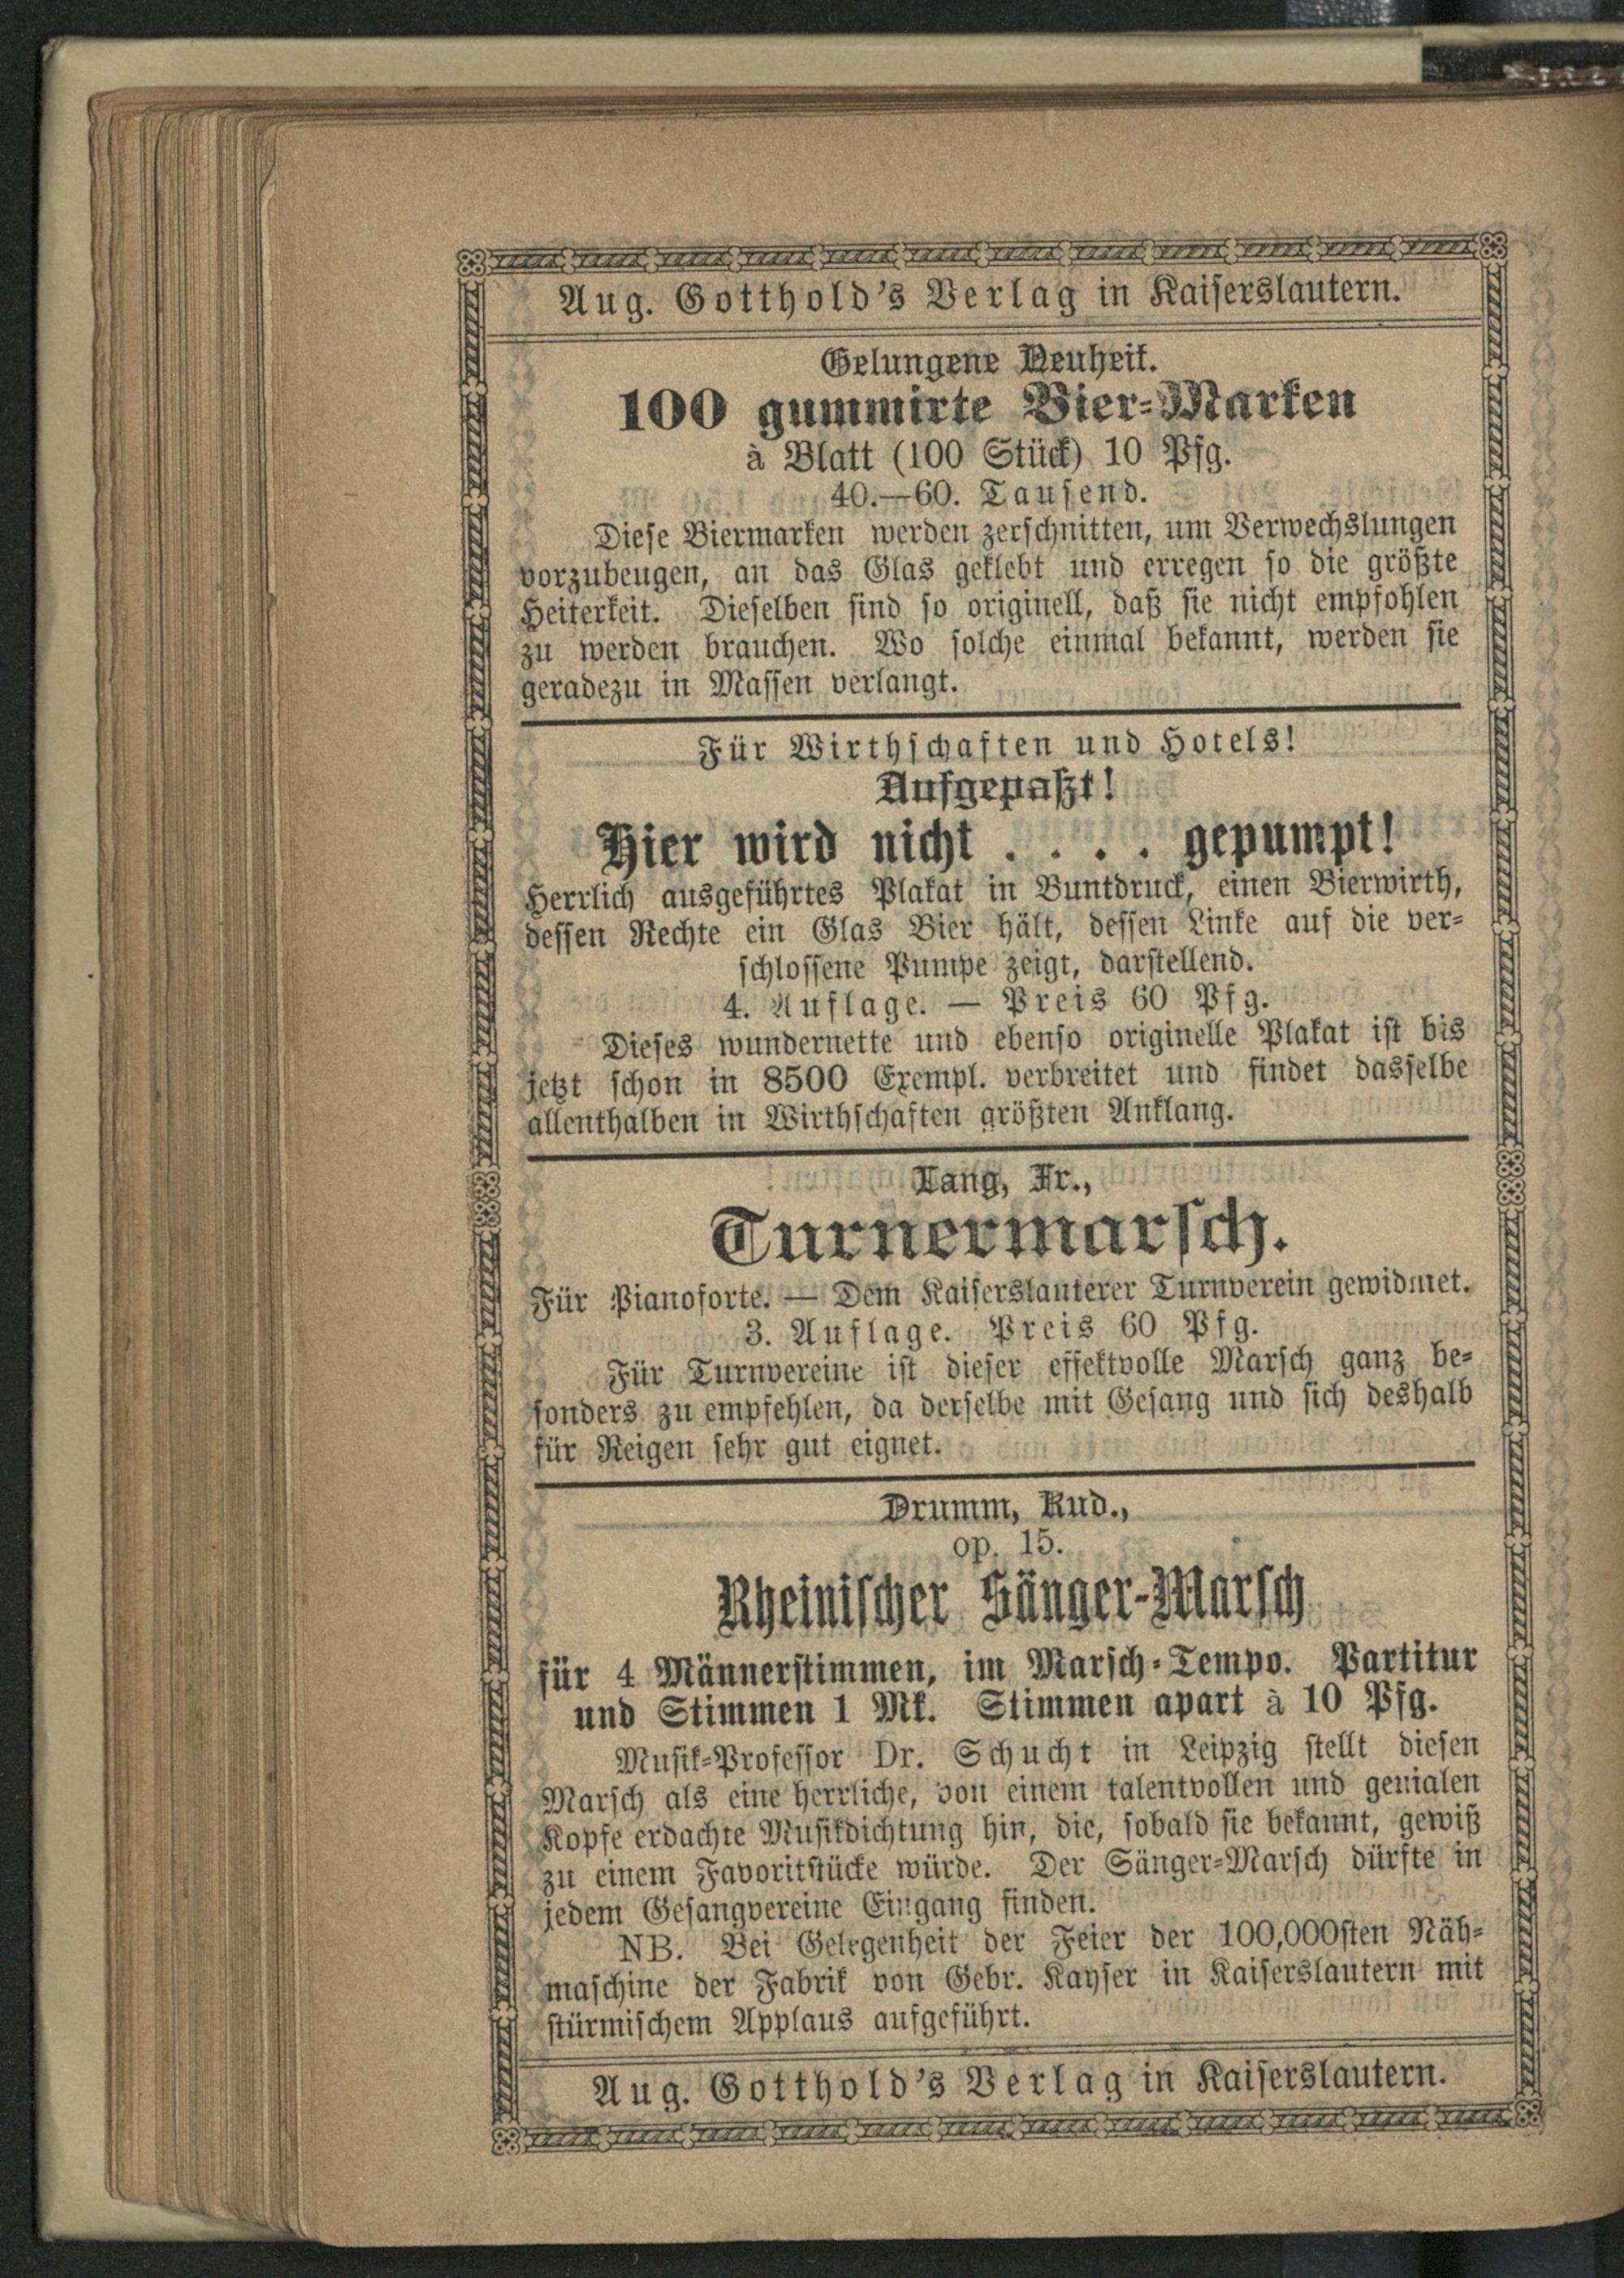 Aug. Gotthold's Verlag in Kaiserslautern.
Gelungene Neuheit.
100 gummirte Bier-Marken
à Blatt (100 Stück) 10 Pfg.
40.—60. Tausend.
Diese Biermarken werden zerschnitten, um Verwechslungen
vorzubeugen, an das Glas geklebt und erregen so die größte
Heiterkeit. Dieselben sind so originell, daß sie nicht empfohlen
zu werden brauchen. Wo solche einmal bekannt, werden sie
geradezu in Massen verlangt.
Für Wirthschaften und Hotels!
Aufgepaßt!
Hier wird nicht . . . . gepumpt!
Herrlich ausgeführtes Plakat in Buntdruck, einen Bierwirth,
dessen Rechte ein Glas Bier hält, dessen Linke auf die ver-
schlossene Pumpe zeigt, darstellend.
4. Auflage. — Preis 60 Pfg.
Dieses wundernette und ebenso originelle Plakat ist bis
jetzt schon in 8500 Exempl. verbreitet und findet dasselbe
allenthalben in Wirthschaften größten Anklang.
Lang, Fr.,
Turnermarsch.
Für Pianoforte. — Dem Kaiserslauterer Turnverein gewidmet.
3. Auflage. Preis 60 Pfg.
Für Turnvereine ist dieser effektvolle Marsch ganz be-
sonders zu empfehlen, da derselbe mit Gesang und sich deshalb
für Reigen sehr gut eignet.
Drumm, Rud.,
op. 15.
Rheinischer Sänger-Marsch
für 4 Männerstimmen, im Marsch-Tempo. Partitur
und Stimmen 1 Mk. Stimmen apart à 10 Pfg.
Musik-Professor Dr. Schucht in Leipzig stellt diesen
Marsch als eine herrliche, von einem talentvollen und genialen
Kopfe erdachte Musikdichtung hin, die, sobald sie bekannt, gewiß
zu einem Favoritstücke würde. Der Sänger-Marsch dürfte in
jedem Gesangvereine Eingang finden.
NB. Bei Gelegenheit der Feier der 100,000sten Näh-
maschine der Fabrik von Gebr. Kayser in Kaiserslautern mit
stürmischem Applaus aufgeführt.
Aug. Gotthold's Verlag in Kaiserslautern.